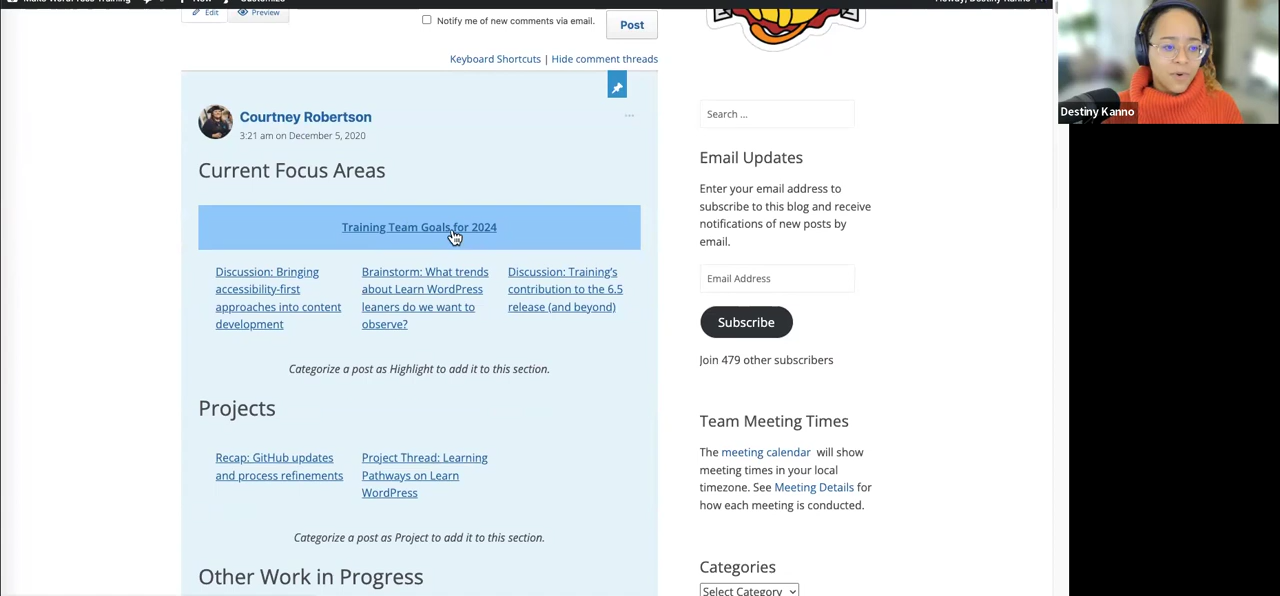 Edit
Preview
Notify me of new comments via email.
Post
Keyboard Shortcuts | Hide comment threads
Courtney Robertson
3:21 am on December 5, 2020
Current Focus Areas
Training Team Goals for 2024
Discussion: Bringing
accessibility-first
approaches into content
development
Brainstorm: What trends
about Learn WordPress
leaners do we want to
observe?
Discussion: Training's
contribution to the 6.5
release (and beyond)
Categorize a post as Highlight to add it to this section.
Projects
Recap: GitHub updates
and process refinements
Project Thread: Learning
Pathways on Learn
WordPress
Categorize a post as Project to add it to this section.
Other Work in Progress
Search ...
Email Updates
Enter your email address to
subscribe to this blog and receive
notifications of new posts by
email.
Email Address
Subscribe
Join 479 other subscribers
Team Meeting Times
The meeting calendar will show
meeting times in your local
timezone. See Meeting Details for
how each meeting is conducted.
Categories
Select Category
Destiny Kanno